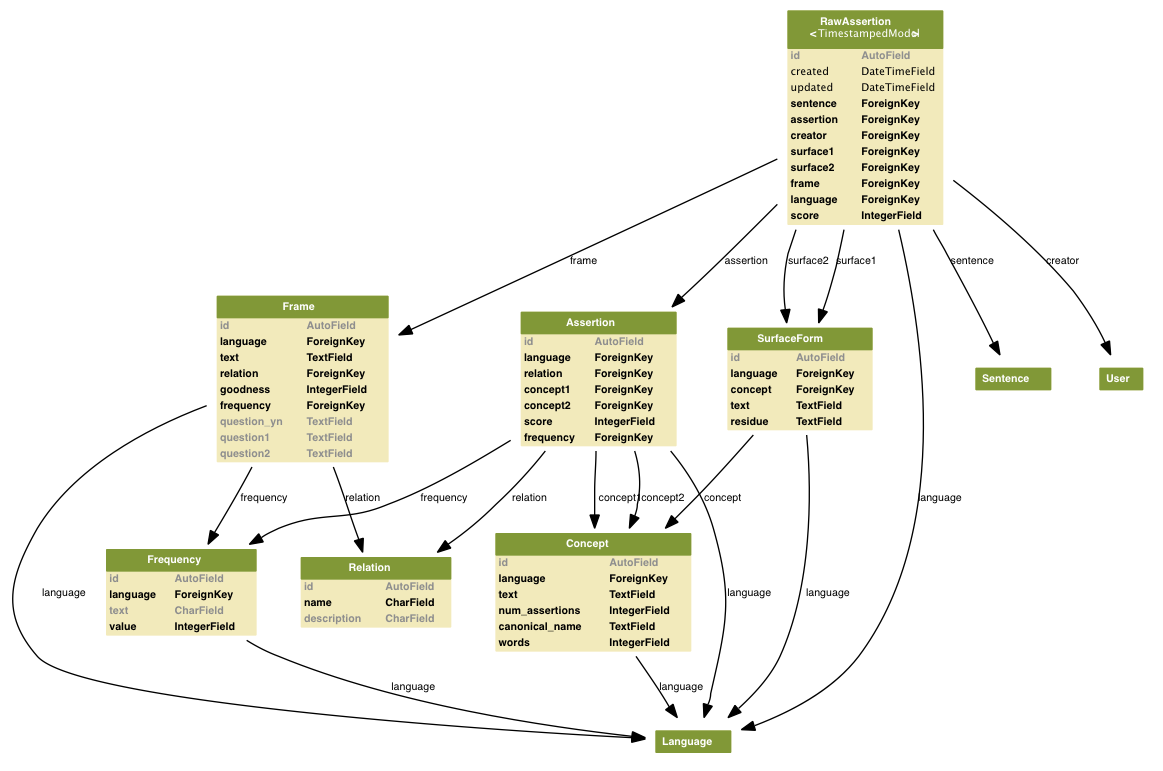 RawAssertion
<TimestampedModel>
id AutoField
created DateTimeField
updated DateTimeField
sentence ForeignKey
assertion ForeignKey
creator ForeignKey
surface1 ForeignKey
surface2 ForeignKey
frame ForeignKey
language ForeignKey
score IntegerField
frame
assertion
surface2
surface1
sentence
creator
Frame
id AutoField
language ForeignKey
text TextField
relation ForeignKey
goodness IntegerField
frequency ForeignKey
question_yn TextField
question1 TextField
question2 TextField
Assertion
id AutoField
language ForeignKey
relation ForeignKey
concept1 ForeignKey
concept2 ForeignKey
score IntegerField
frequency ForeignKey
SurfaceForm
id AutoField
language ForeignKey
concept ForeignKey
text TextField
residue TextField
Sentence
User
frequency
relation
frequency
relation
concept1
concept2
concept
language
Frequency
id AutoField
language ForeignKey
text CharField
value IntegerField
Relation
id AutoField
name CharField
description CharField
Concept
id AutoField
language ForeignKey
text TextField
num_assertions IntegerField
canonical_name TextField
words IntegerField
language
language
language
language
language
Language